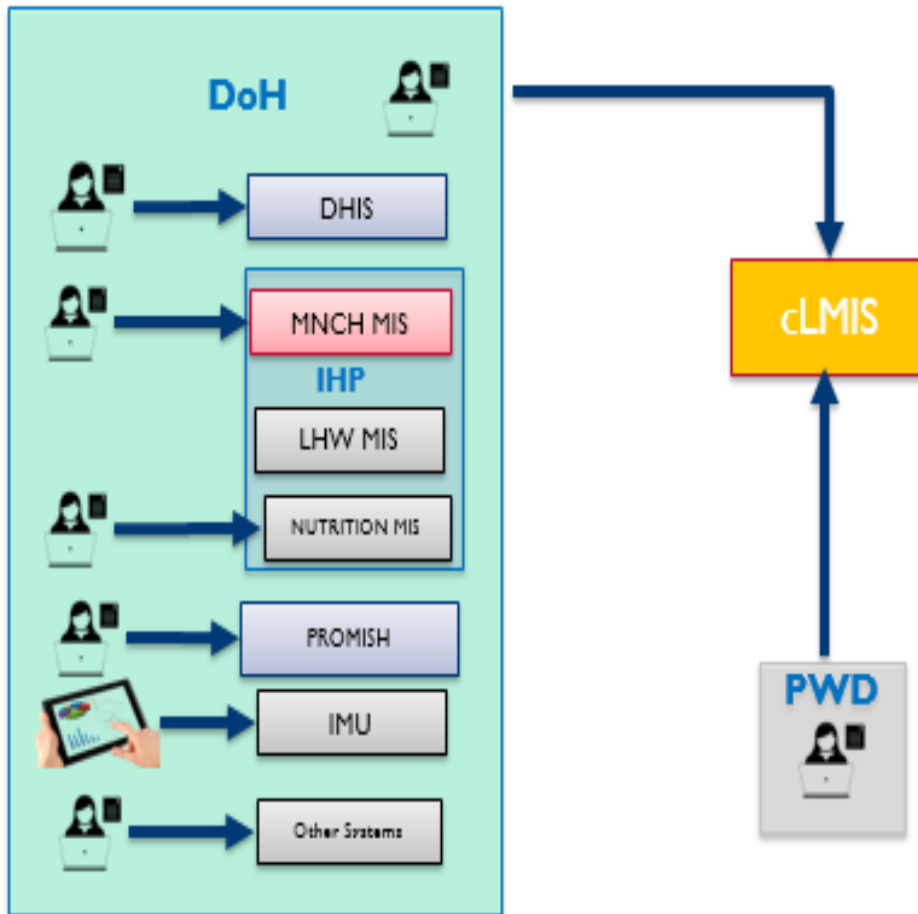 DoH
DHIS
MNCH MIS
IHP
LHW MIS
NUTRITION MIS
PROMISH
IMU
Other Systems
cLMIS
PWD